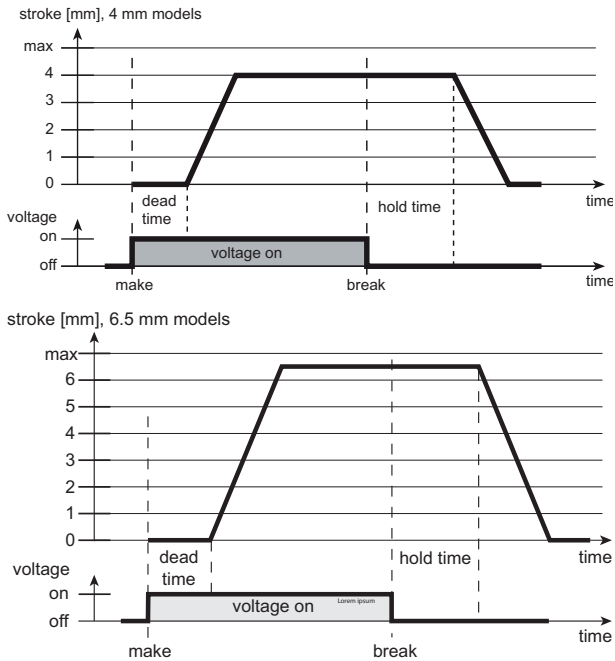 stroke [mm], 4 mm models
max
4
3
2
1
0
dead
time
hold time
time
voltage
on
off
voltage on
time
make
break
stroke [mm], 6.5 mm models
max
6
5
4
3
2
1
0
dead
time
hold time
time
voltage
on
off
voltage on
Lorem ipsum
time
make
break